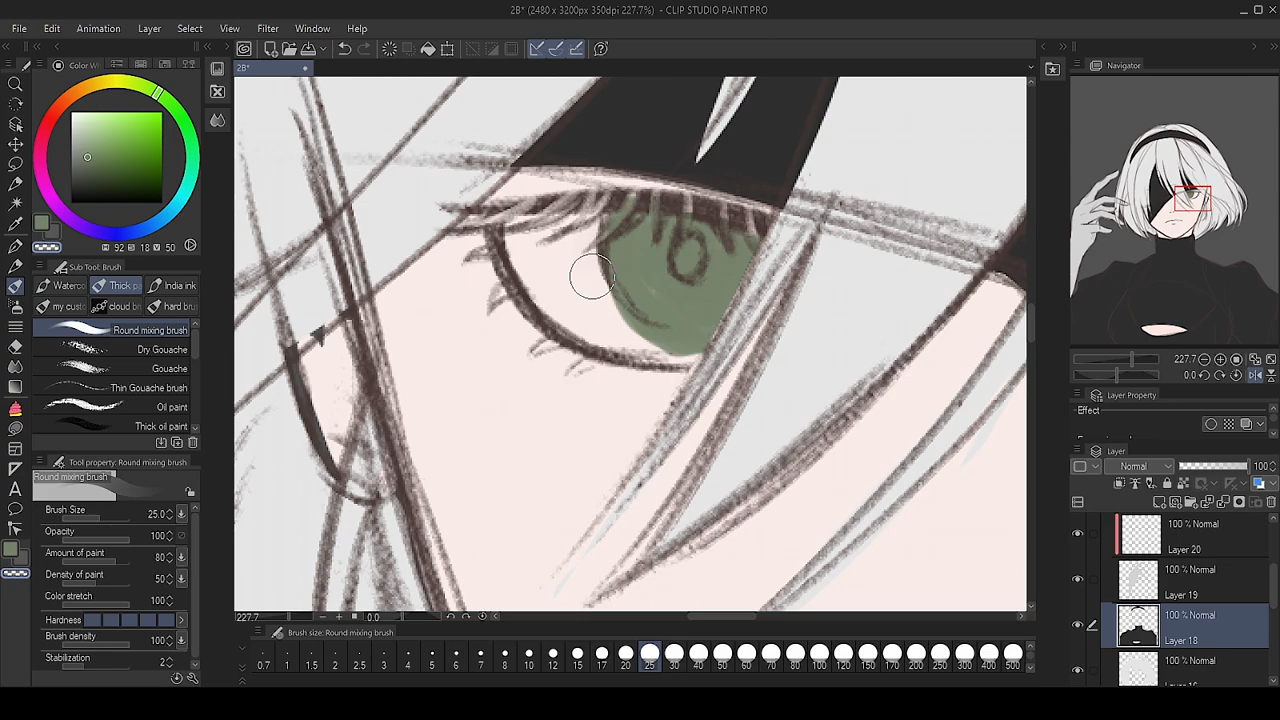 2B* (2480 x 3200px 350dpi 227.7%) - CLIP STUDIO PAINT PRO
File Edit Animation Layer Select View Filter Window Help
Color W
2B*
Navigator
H 92 S 18 V 50
Sub Tool: Brush
Waterco Thick p India ink
my custo cloud br hard bru
Round mixing brush
Dry Gouache
Gouache
Thin Gouache brush
Oil paint
Thick oil paint
Tool property: Round mixing brush
Round mixing brush
Brush Size 25.0
Opacity 100
Amount of paint 80
Density of paint 50
Color stretch 100
Hardness
Brush density 100
Stabilization 2
227.7 0.0
Brush size: Round mixing brush
0.7 1 1.5 2 2.5 3 4 5 6 7 8 10 12 15 17 20 25 30 40 50 60 70 80 100 120 150 170 200 250 300 400 500
227.7
0.0
Layer Property
Effect
Layer
Normal 100
100 % Normal
Layer 20
100 % Normal
Layer 19
100 % Normal
Layer 18
100 % Normal